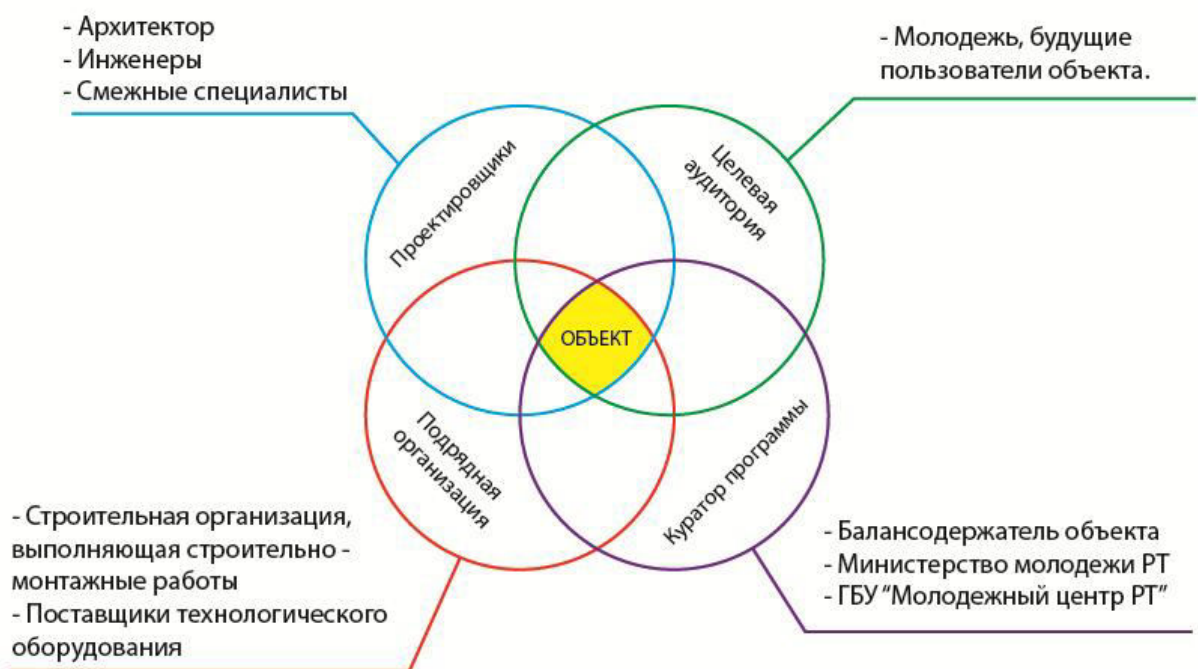 - Архитектор
- Инженеры
- Смежные специалисты
- Молодежь, будущие
пользователи объекта.
Проектировщики
Целевая
аудитория
ОБЪЕКТ
Подрядная
организация
Куратор программы
- Строительная организация,
выполняющая строительно -
монтажные работы
- Поставщики технологического
оборудования
- Балансодержатель объекта
- Министерство молодежи РТ
- ГБУ "Молодежный центр РТ"